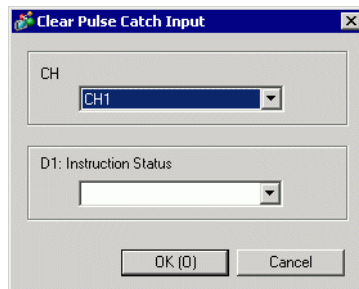 Clear Pulse Catch Input
CH
CH1
D1: Instruction Status
OK (O)
Cancel